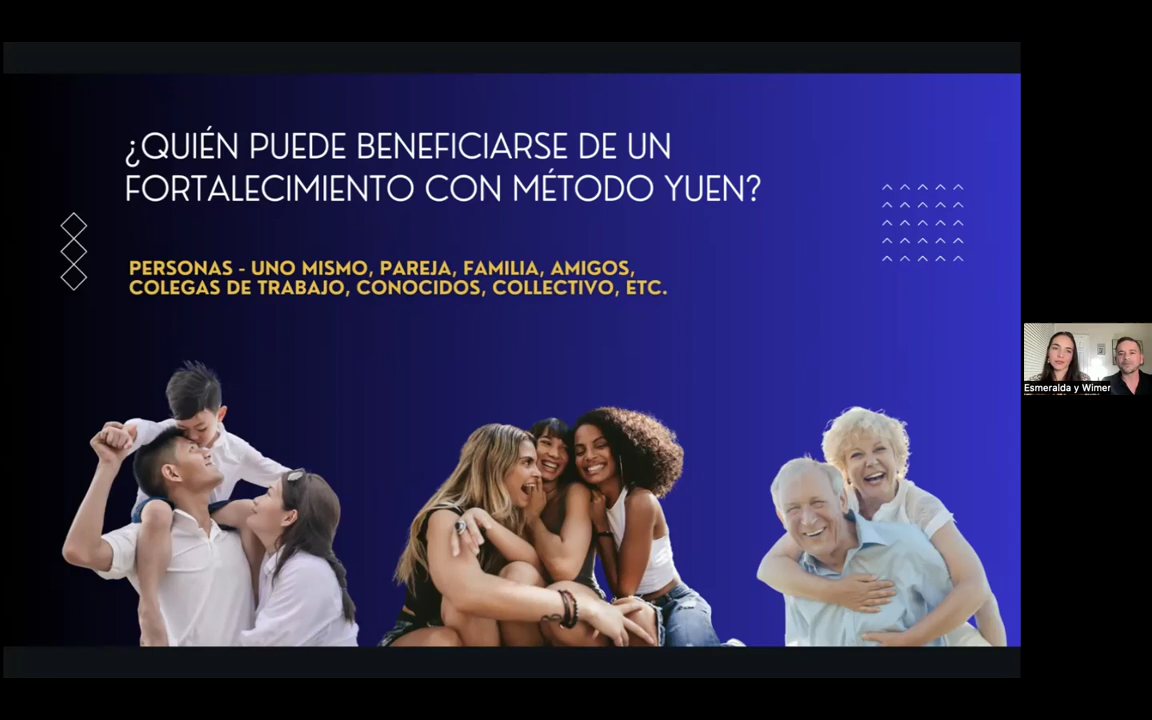 ¿QUIÉN PUEDE BENEFICIARSE DE UN
FORTALECIMIENTO CON MÉTODO YUEN?
PERSONAS - UNO MISMO, PAREJA, FAMILIA, AMIGOS,
COLEGAS DE TRABAJO, CONOCIDOS, COLLECTIVO, ETC.
Esmeralda y Wimer